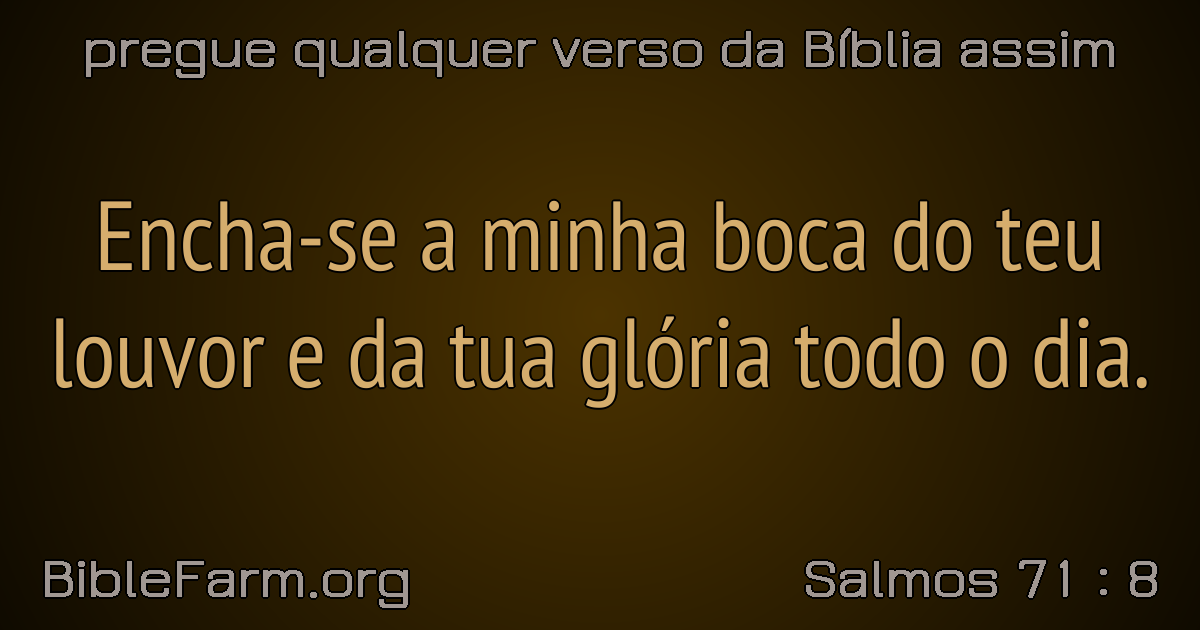 pregue qualquer verso da Bíblia assim
Encha-se a minha boca do teu
louvor e da tua glória todo o dia.
BibleFarm.org
Salmos 71 : 8